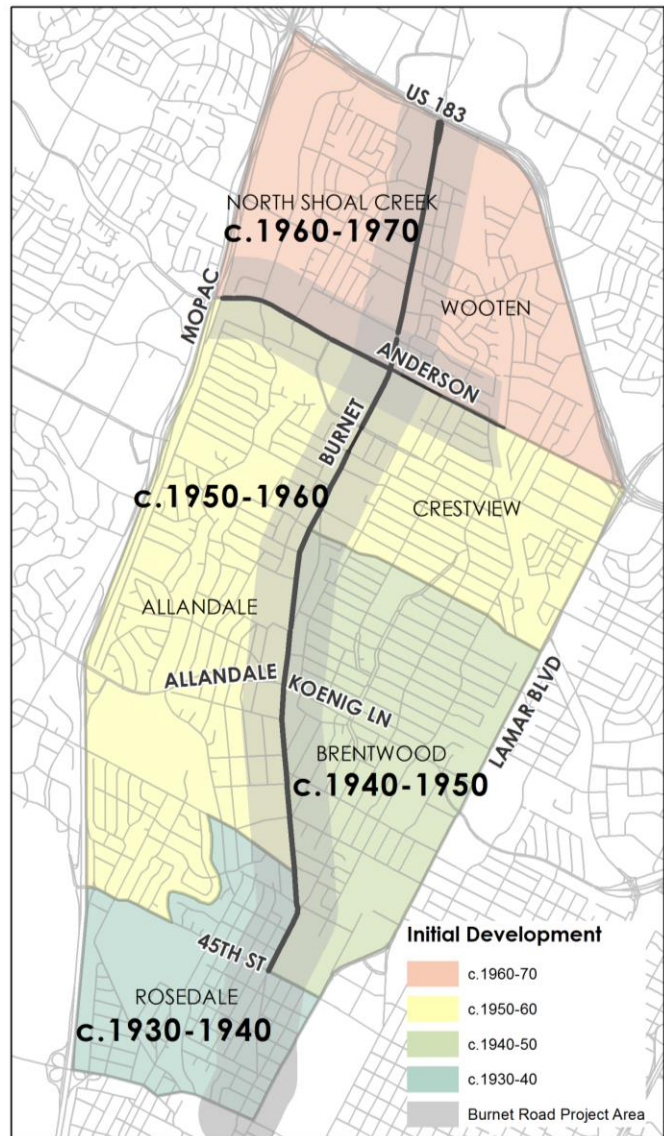 US 183
NORTH SHOAL CREEK
c.1960-1970
WOOTEN
MOPAC
ANDERSON
BURNET
c.1950-1960
CRESTVIEW
ALLANDALE
ALLANDALE
KOENIG LN
LAMAR BLVD
BRENTWOOD
c.1940-1950
45TH ST
ROSEDALE
c.1930-1940
Initial Development
c.1960-70
c.1950-60
c.1940-50
c.1930-40
Burnet Road Project Area